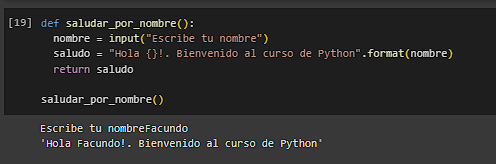 [19] def saludar_por_nombre():
nombre = input("Escribe tu nombre")
saludo = "Hola {}!. Bienvenido al curso de Python".format(nombre)
return saludo
saludar_por_nombre()
Escribe tu nombreFacundo
'Hola Facundo!. Bienvenido al curso de Python'